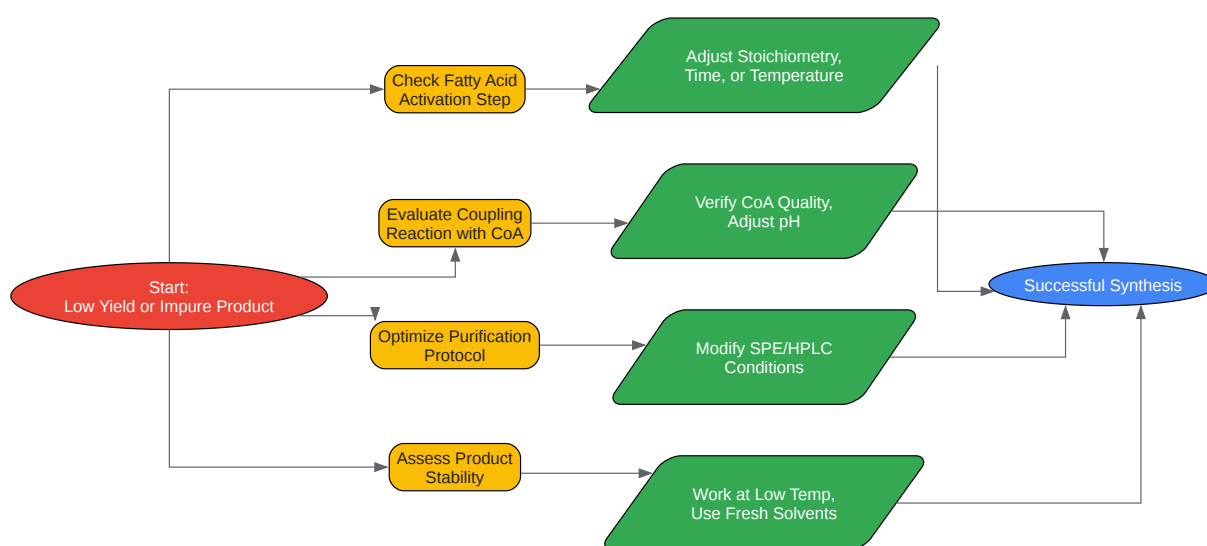 Adjust Stoichiometry,
Time, or Temperature
Check Fatty Acid
Activation Step
Verify CoA Quality,
Adjust pH
Evaluate Coupling
Reaction with CoA
Start:
Low Yield or Impure Product
Successful Synthesis
Optimize Purification
Protocol
Modify SPE/HPLC
Conditions
Assess Product
Stability
Work at Low Temp,
Use Fresh Solvents